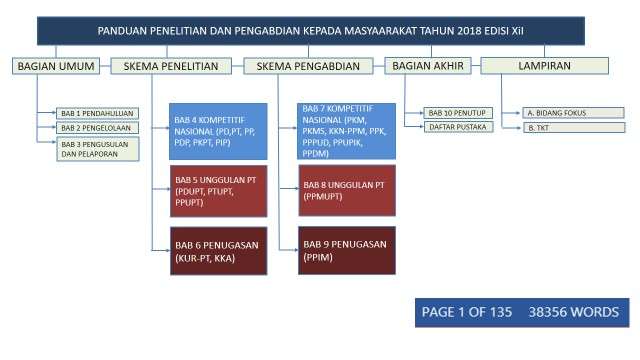 PANDUAN PENELITIAN DAN PENGABDIAN KEPADA MASYAARAKAT TAHUN 2018 EDISI Xii
BAGIAN UMUM
SKEMA PENELITIAN
SKEMA PENGABDIAN
BAGIAN AKHIR
LAMPIRAN
BAB 1 PENDAHULUAN
BAB 2 PENGELOLAAN
BAB 3 PENGUSULAN
DAN PELAPORAN
BAB 4 KOMPETITIF
NASIONAL (PD,PT, PP,
PDP, PKPT, PIP)
BAB 5 UNGGULAN PT
(PDUPT, PTUPT,
PPUPT)
BAB 6 PENUGASAN
(KUR-PT, KKA)
BAB 7 KOMPETITIF
NASIONAL (PKM,
PKMS, KKN-PPM, PPK,
PPPUD, PPUPIK,
PPDM)
BAB 8 UNGGULAN PT
(PPMUPT)
BAB 9 PENUGASAN
(PPIM)
BAB 10 PENUTUP
DAFTAR PUSTAKA
A. BIDANG FOKUS
B. TKT
PAGE 1 OF 135 38356 WORDS